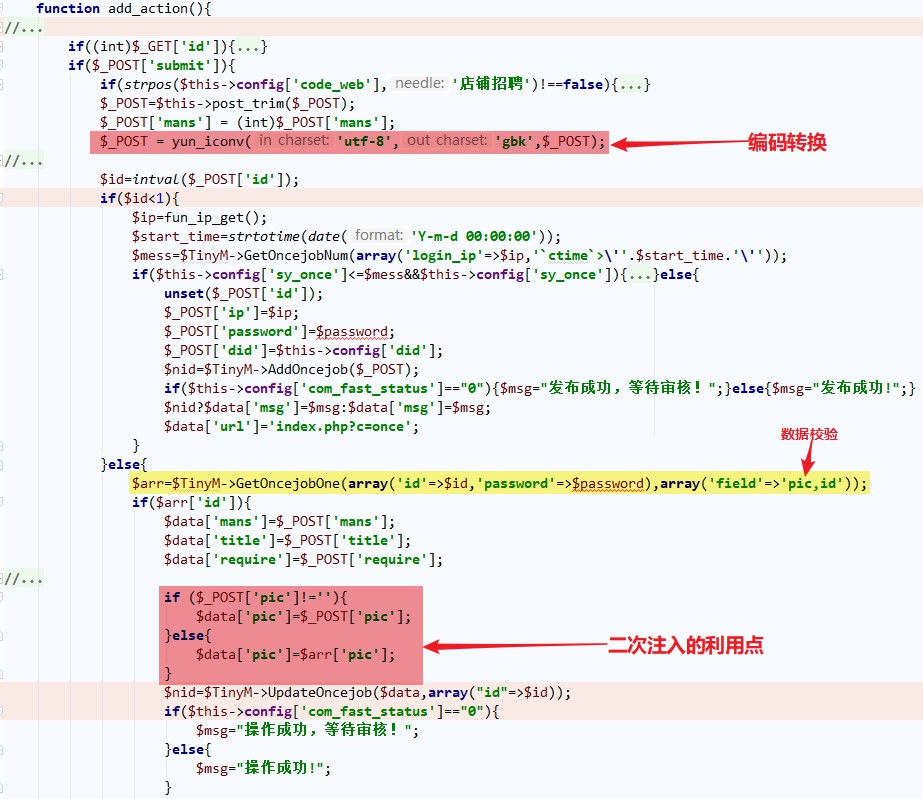 function add_action(){
//...
if((int)$_GET['id']){...}
if($_POST['submit']){
if(strpos($this->config['code_web'], needle: '店铺招聘')!==false){...}
$_POST=$this->post_trim($_POST);
$_POST['mans'] = (int)$_POST['mans'];
$_POST = yun_iconv( in charset: 'utf-8', out charset: 'gbk',$_POST);
编码转换
//...
$id=intval($_POST['id']);
if($id<1){
$ip=fun_ip_get();
$start_time=strtotime(date( format: 'Y-m-d 00:00:00'));
$mess=$TinyM->GetOncejobNum(array('login_ip'=>$ip,'`ctime`>\''.$start_time.'\''));
if($this->config['sy_once']<=$mess&&$this->config['sy_once']){...}else{
unset($_POST['id']);
$_POST['ip']=$ip;
$_POST['password']=$password;
$_POST['did']=$this->config['did'];
$nid=$TinyM->AddOncejob($_POST);
if($this->config['com_fast_status']=="0"){$msg="发布成功，等待审核！";}else{$msg="发布成功!";}
$nid?$data['msg']=$msg:$data['msg']=$msg;
$data['url']='index.php?c=once';
}
数据校验
}else{
$arr=$TinyM->GetOncejobOne(array('id'=>$id,'password'=>$password),array('field'=>'pic,id'));
if($arr['id']){
$data['mans']=$_POST['mans'];
$data['title']=$_POST['title'];
$data['require']=$_POST['require'];
//...
if ($_POST['pic']!=''){
$data['pic']=$_POST['pic'];
}else{
二次注入的利用点
$data['pic']=$arr['pic'];
}
$nid=$TinyM->UpdateOncejob($data,array("id"=>$id));
if($this->config['com_fast_status']=="0"){
$msg="操作成功，等待审核！";
}else{
$msg="操作成功!";
}